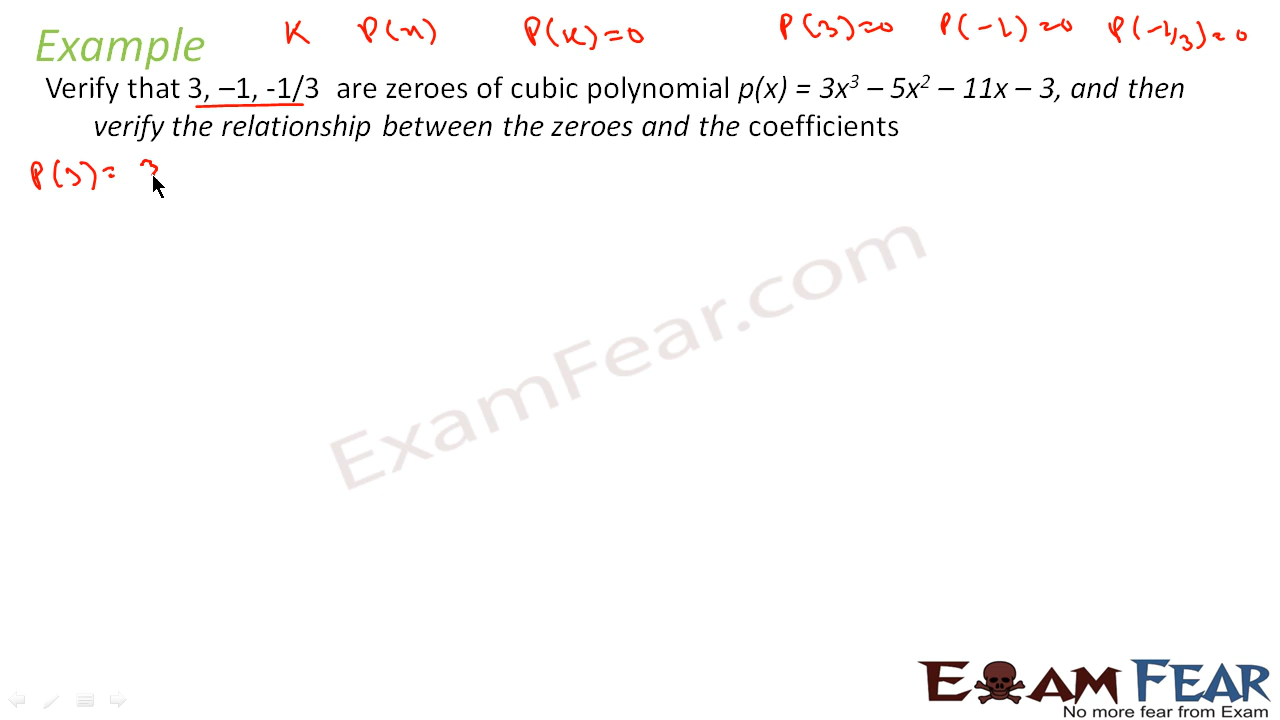 Example K P(x) P(K)=0 P(3)=0 P(-1)=0 P(-1/3)=0
Verify that 3, –1, -1/3 are zeroes of cubic polynomial p(x) = 3x³ – 5x² – 11x – 3, and then
verify the relationship between the zeroes and the coefficients
P(3)= 3
ExamFear.com
EXAM FEAR
No more fear from Exam